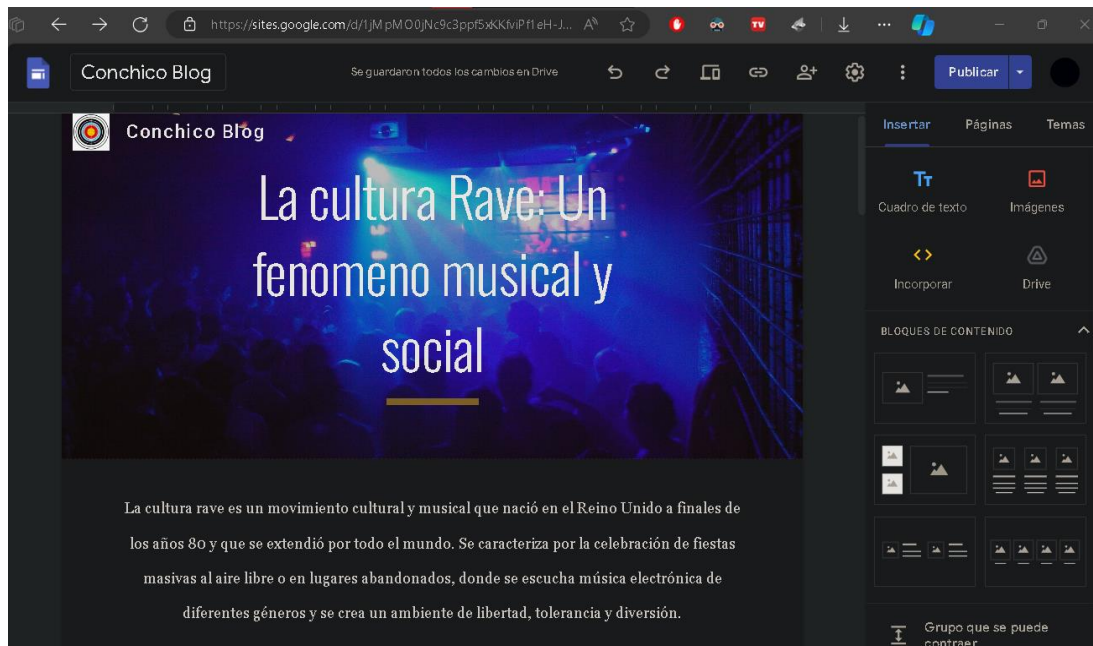 https://sites.google.com/d/1jMpMO0jNc9c3ppf5xKKfviPf1eH-J...
Conchico Blog
Se guardaron todos los cambios en Drive
Publicar
Conchico Blog
La cultura Rave: Un
fenomeno musical y
social
La cultura rave es un movimiento cultural y musical que nació en el Reino Unido a finales de
los años 80 y que se extendió por todo el mundo. Se caracteriza por la celebración de fiestas
masivas al aire libre o en lugares abandonados, donde se escucha música electrónica de
diferentes géneros y se crea un ambiente de libertad, tolerancia y diversión.
Insertar Páginas Temas
Cuadro de texto Imágenes
Incorporar Drive
BLOQUES DE CONTENIDO
Grupo que se puede
contraer